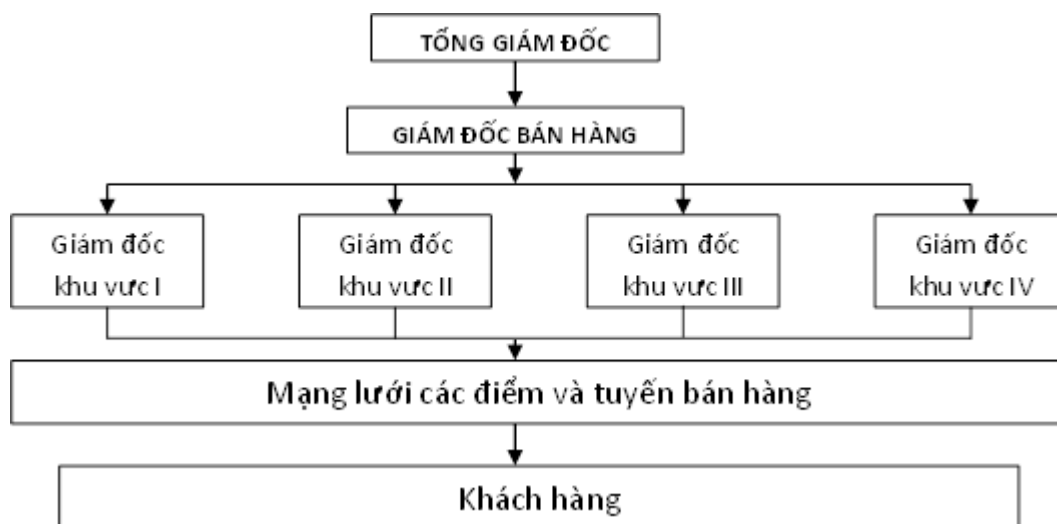 TỔNG GIÁM ĐỐC
GIÁM ĐỐC BÁN HÀNG
Giám đốc
khu vực I
Giám đốc
khu vực II
Giám đốc
khu vực III
Giám đốc
khu vực IV
Mạng lưới các điểm và tuyến bán hàng
Khách hàng